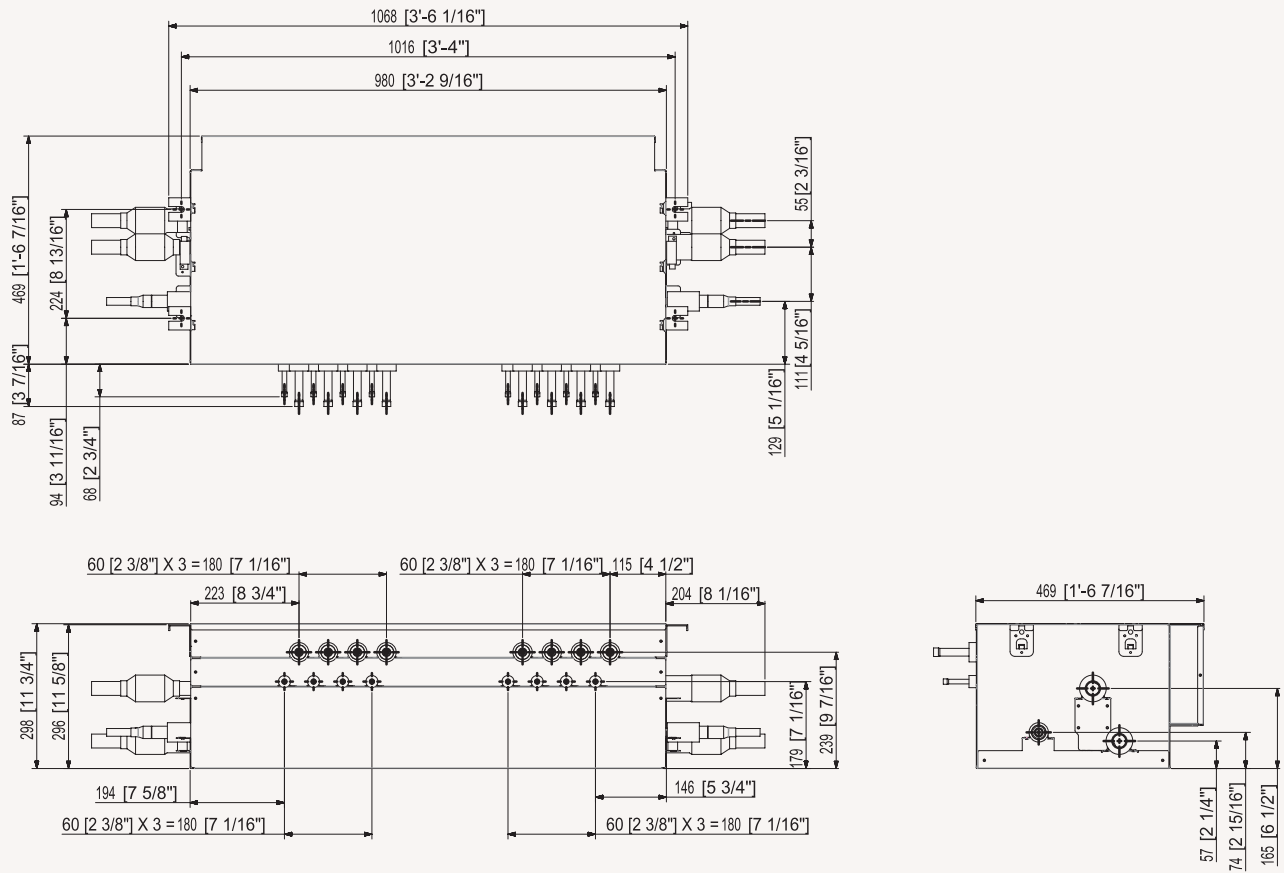 1068 [3'-6 1/16"]
1016 [3'-4"]
980 [3'-2 9/16"]
469 [1'-6 7/16"]
224 [8 13/16"]
87 [3 7/16"]
94 [3 11/16"]
68 [2 3/4"]
55 [2 3/16"]
111 [4 5/16"]
129 [5 1/16"]
60 [2 3/8"] X 3 = 180 [7 1/16"]
60 [2 3/8"] X 3 = 180 [7 1/16"]
115 [4 1/2"]
223 [8 3/4"]
204 [8 1/16"]
298 [11 3/4"]
296 [11 5/8"]
179 [7 1/16"]
239 [9 7/16"]
194 [7 5/8"]
146 [5 3/4"]
60 [2 3/8"] X 3 = 180 [7 1/16"]
60 [2 3/8"] X 3 = 180 [7 1/16"]
469 [1'-6 7/16"]
57 [2 1/4"]
74 [2 15/16"]
165 [6 1/2"]